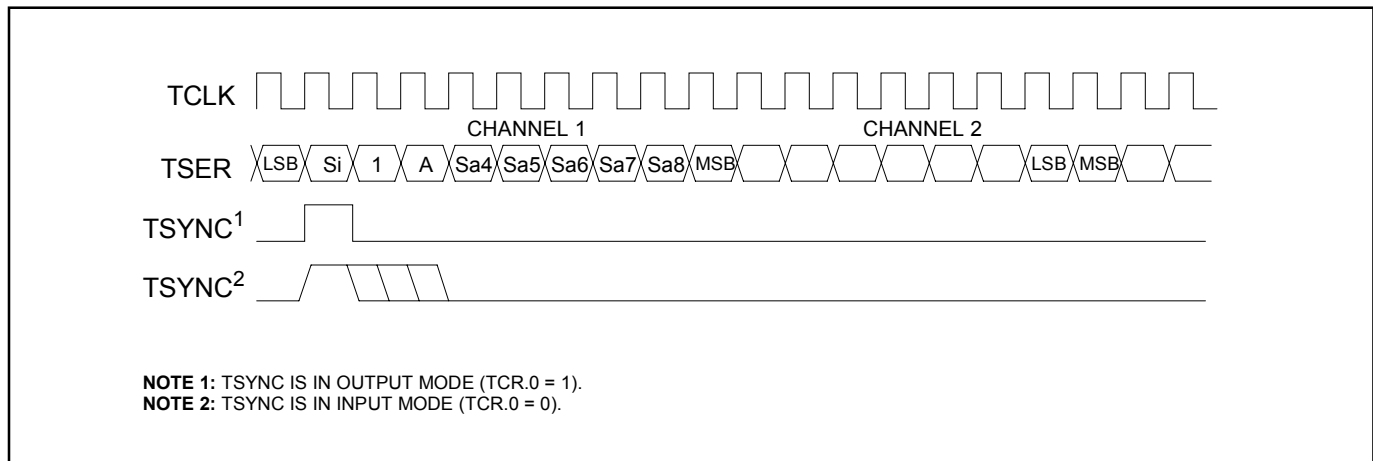 TCLK
CHANNEL 1 CHANNEL 2
TSER LSB Si 1 A Sa4 Sa5 Sa6 Sa7 Sa8 MSB LSB MSB
TSYNC1
TSYNC2
NOTE 1: TSYNC IS IN OUTPUT MODE (TCR.0 = 1).
NOTE 2: TSYNC IS IN INPUT MODE (TCR.0 = 0).